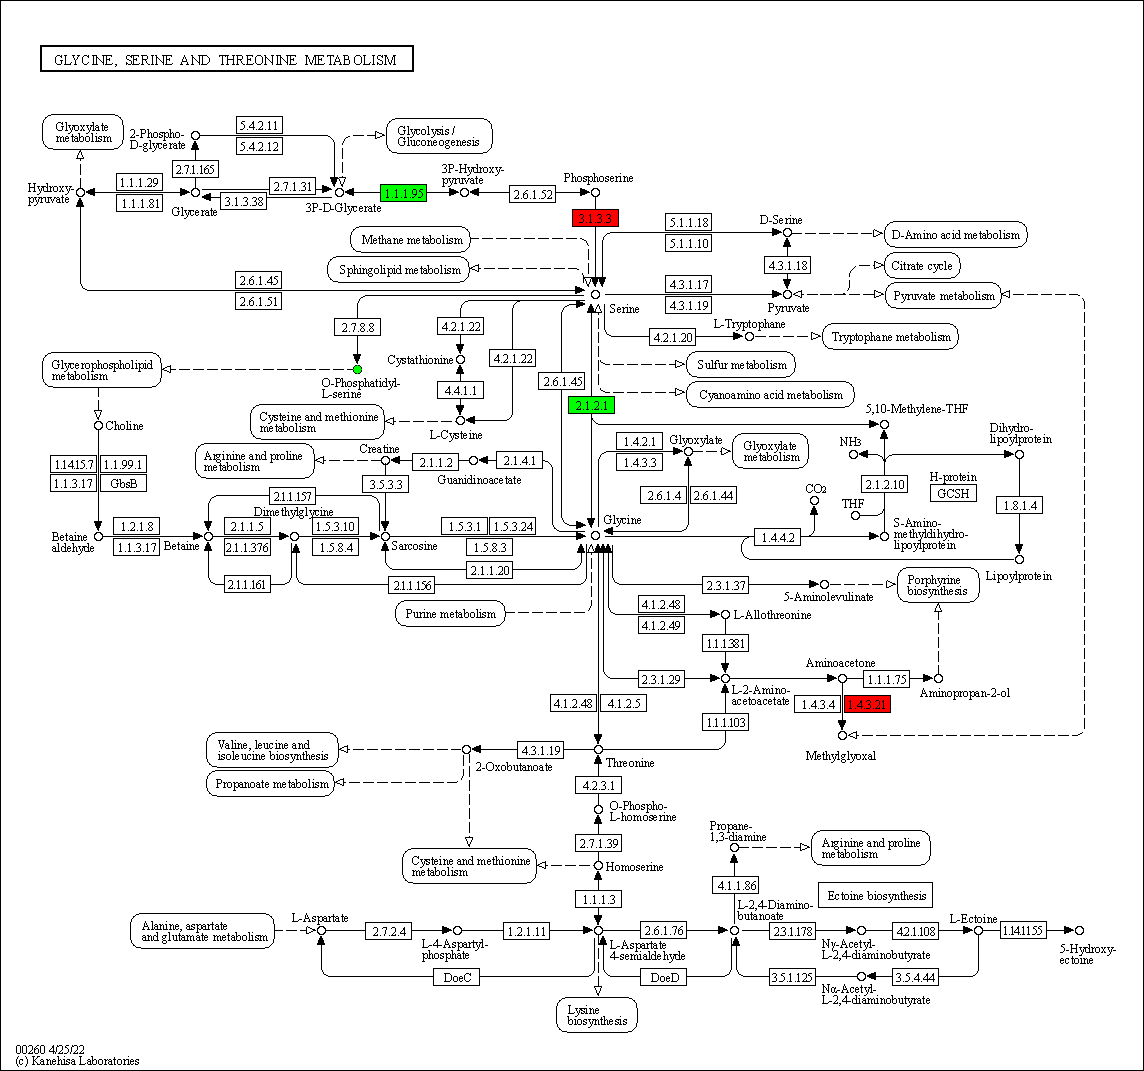 GLYCINE, SERINE AND THREONINE METABOLISM
Glyoxylate
metabolism
2-Phospho-
D-glycerate
5.4.2.11
5.4.2.12
Glycolysis /
Gluconeogenesis
2.7.1.165
3P-Hydroxy-
pyruvate
Phosphoserine
Hydroxy-
pyruvate
1.1.1.29
1.1.1.81
Glycerate
2.7.1.31
3.1.3.38
3P-D-Glycerate
1.1.1.95
2.6.1.52
3.1.3.3
Methane metabolism
Sphingolipid metabolism
5.1.1.18
5.1.1.10
D-Serine
D-Amino acid metabolism
4.3.1.18
Citrate cycle
2.6.1.45
2.6.1.51
Serine
4.3.1.17
4.3.1.19
Pyruvate
Pyruvate metabolism
2.7.8.8
4.2.1.22
4.2.1.20
L-Tryptophane
Tryptophane metabolism
Glycerophospholipid
metabolism
Cystathionine
4.2.1.22
Sulfur metabolism
O-Phosphatidyl-
L-serine
4.4.1.1
2.6.1.45
Cyanoamino acid metabolism
2.1.2.1
Choline
Cysteine and methionine
metabolism
L-Cysteine
5,10-Methylene-THF
1.14.15.7
1.1.99.1
1.1.3.17
GbsB
Arginine and proline
metabolism
Creatine
2.1.1.2
Guanidinoacetate
2.1.4.1
1.4.2.1
1.4.3.3
Glyoxylate
Glyoxylate
metabolism
NH3
Dihydro-
lipoylprotein
3.5.3.3
2.6.1.4
2.6.1.44
CO2
THF
2.1.2.10
H-protein
GCSH
1.8.1.4
2.1.1.157
Dimethylglycine
Betaine
aldehyde
1.2.1.8
1.1.3.17
Betaine
2.1.1.5
2.1.1.376
1.5.3.10
1.5.8.4
Sarcosine
1.5.3.1
1.5.3.24
1.5.8.3
Glycine
1.4.4.2
S-Amino-
methyldihydro-
lipoylprotein
2.1.1.161
2.1.1.156
2.1.1.20
Lipoylprotein
Purine metabolism
2.3.1.37
5-Aminolevulinate
Porphyrine
biosynthesis
4.1.2.48
4.1.2.49
L-Allothreonine
1.1.1.381
2.3.1.29
L-2-Amino-
acetoacetate
Aminoacetone
1.1.1.75
Aminopropan-2-ol
4.1.2.48
4.1.2.5
1.1.1.103
1.4.3.4
1.4.3.21
Methylglyoxal
Valine, leucine and
isoleucine biosynthesis
4.3.1.19
2-Oxobutanoate
Threonine
Propanoate metabolism
4.2.3.1
O-Phospho-
L-homoserine
2.7.1.39
Propane-
1,3-diamine
Arginine and proline
metabolism
Cysteine and methionine
metabolism
Homoserine
4.1.1.86
Ectoine biosynthesis
1.1.1.3
L-2,4-Diamino-
butanoate
Alanine, aspartate
and glutamate metabolism
L-Aspartate
2.7.2.4
L-4-Aspartyl-
phosphate
1.2.1.11
L-Aspartate
4-semialdehyde
2.6.1.76
2.3.1.178
Nγ-Acetyl-
L-2,4-diaminobutyrate
4.2.1.108
L-Ectoine
1.14.11.55
5-Hydroxy-
ectoine
DoeC
DoeD
3.5.1.125
Nα-Acetyl-
L-2,4-diaminobutyrate
3.5.4.44
Lysine
biosynthesis
00260 4/25/22
(c) Kanehisa Laboratories